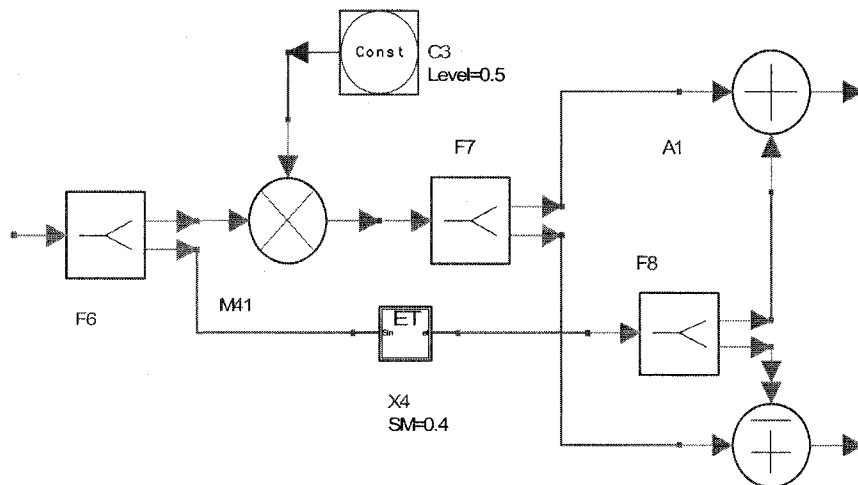 Const
C3
Level=0.5
F7
A1
F8
F6
M41
ET
Sin
X4
SM=0.4